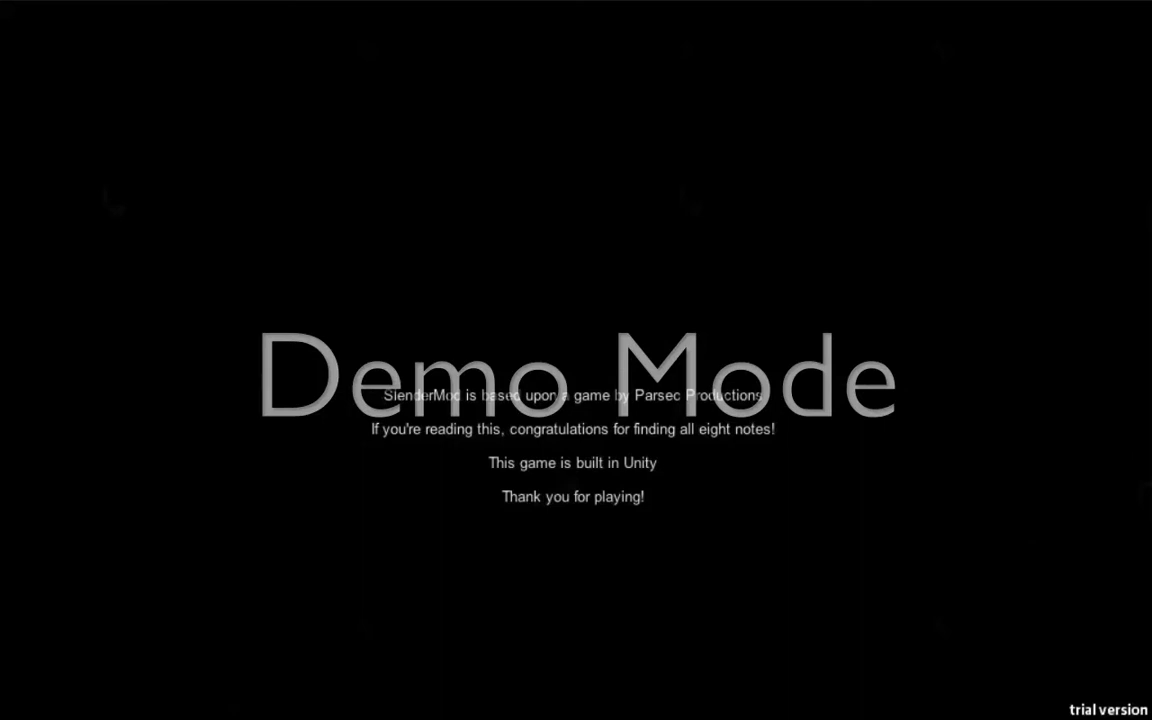 Demo Mode
SlenderMod is based upon a game by Parsec Productions
If you're reading this, congratulations for finding all eight notes!
This game is built in Unity
Thank you for playing!
trial version